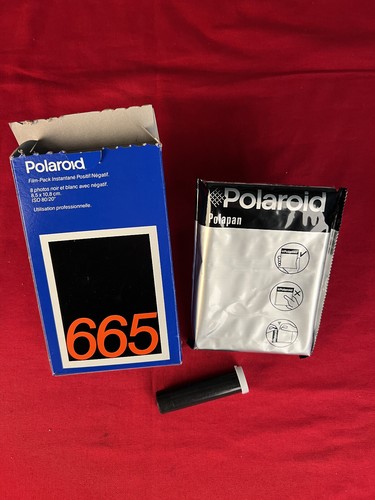 Polaroid
Film-Pack Instantané Positif/Négatif.
8 photos noir et blanc avec négatif.
8,5 x 10,8 cm.
ISO 80/20°
Utilisation professionnelle.
665
Polaroid
Polapan